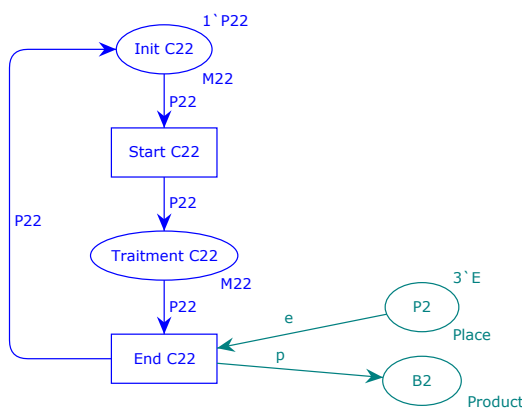 1`P22
Init C22
M22
P22
Start C22
P22
P22
Traitment C22
M22
P22
3`E
P2
e
Place
p
End C22
B2
Product